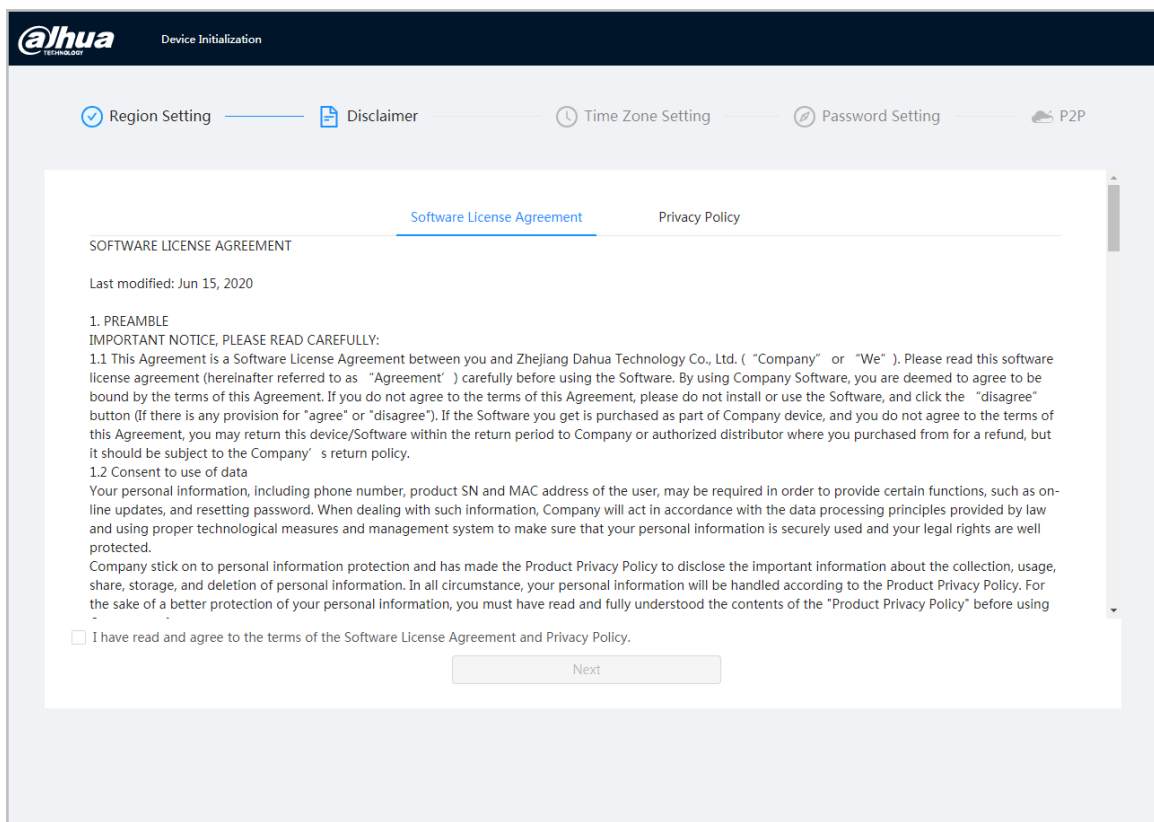 alhua
TECHNOLOGY
Device Initialization
Region Setting
Disclaimer
Time Zone Setting
Password Setting
P2P
Software License Agreement
Privacy Policy
SOFTWARE LICENSE AGREEMENT
Last modified: Jun 15, 2020
1. PREAMBLE
IMPORTANT NOTICE, PLEASE READ CAREFULLY:
1.1 This Agreement is a Software License Agreement between you and Zhejiang Dahua Technology Co., Ltd. ( “Company” or “We” ). Please read this software
license agreement (hereinafter referred to as “Agreement’ ) carefully before using the Software. By using Company Software, you are deemed to agree to be
bound by the terms of this Agreement. If you do not agree to the terms of this Agreement, please do not install or use the Software, and click the “disagree”
button (If there is any provision for "agree" or "disagree"). If the Software you get is purchased as part of Company device, and you do not agree to the terms of
this Agreement, you may return this device/Software within the return period to Company or authorized distributor where you purchased from for a refund, but
it should be subject to the Company’ s return policy.
1.2 Consent to use of data
Your personal information, including phone number, product SN and MAC address of the user, may be required in order to provide certain functions, such as on-
line updates, and resetting password. When dealing with such information, Company will act in accordance with the data processing principles provided by law
and using proper technological measures and management system to make sure that your personal information is securely used and your legal rights are well
protected.
Company stick on to personal information protection and has made the Product Privacy Policy to disclose the important information about the collection, usage,
share, storage, and deletion of personal information. In all circumstance, your personal information will be handled according to the Product Privacy Policy. For
the sake of a better protection of your personal information, you must have read and fully understood the contents of the "Product Privacy Policy" before using
I have read and agree to the terms of the Software License Agreement and Privacy Policy.
Next